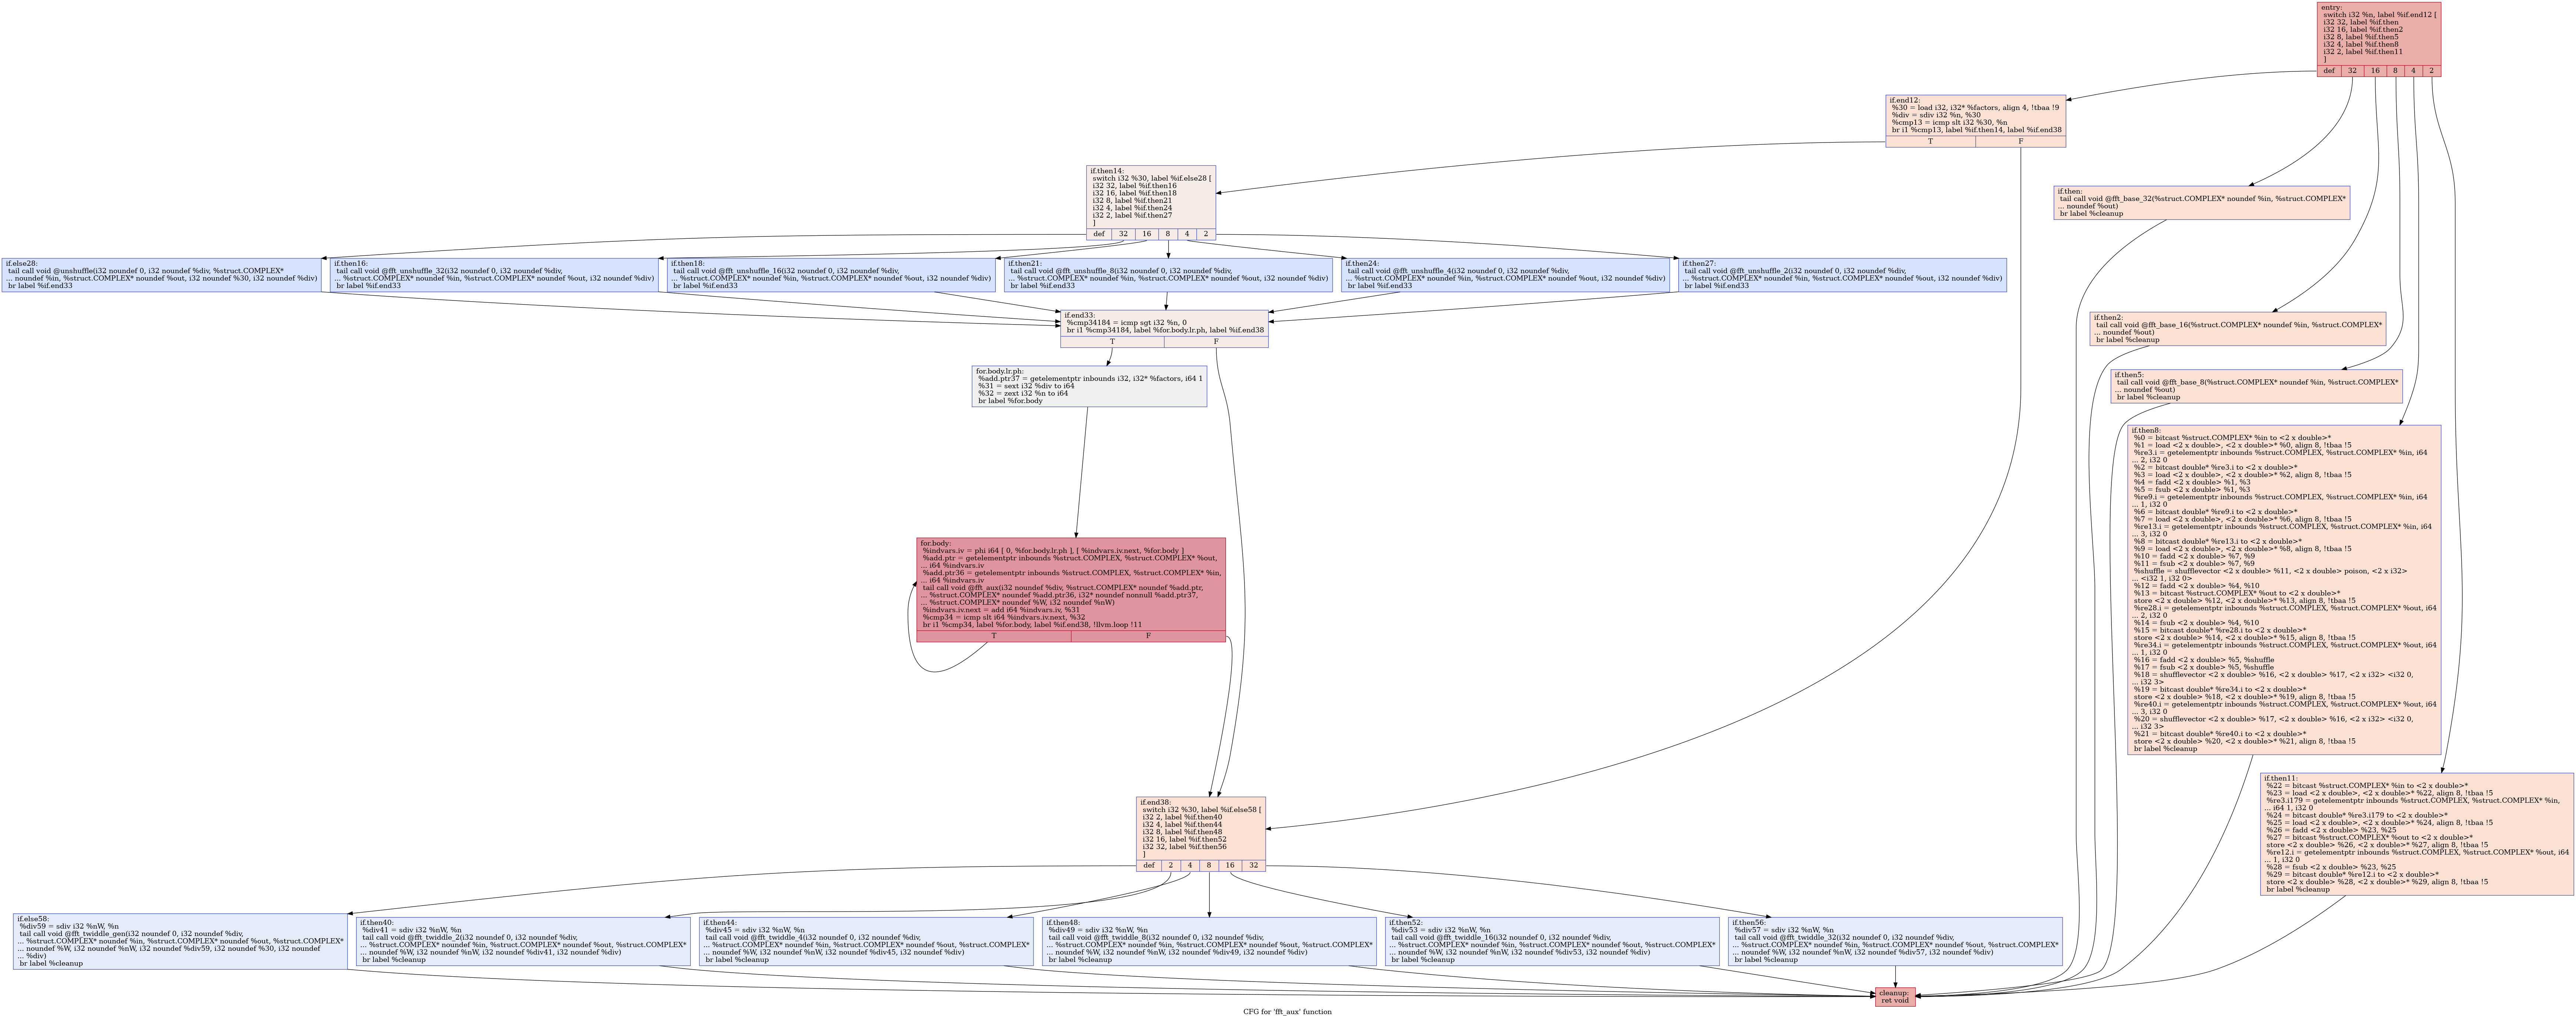 entry:
switch i32 %n, label %if.end12 [
i32 32, label %if.then
i32 16, label %if.then2
i32 8, label %if.then5
i32 4, label %if.then8
i32 2, label %if.then11
]
def 32 16 8 4 2
if.end12:
%30 = load i32, i32* %factors, align 4, !tbaa !9
%div = sdiv i32 %n, %30
%cmp13 = icmp slt i32 %30, %n
br i1 %cmp13, label %if.then14, label %if.end38
T F
if.then14:
switch i32 %30, label %if.else28 [
i32 32, label %if.then16
i32 16, label %if.then18
i32 8, label %if.then21
i32 4, label %if.then24
i32 2, label %if.then27
]
def 32 16 8 4 2
if.then:
tail call void @fft_base_32(%struct.COMPLEX* noundef %in, %struct.COMPLEX*
... noundef %out)
br label %cleanup
if.else28:
tail call void @unshuffle(i32 noundef 0, i32 noundef %div, %struct.COMPLEX*
... noundef %in, %struct.COMPLEX* noundef %out, i32 noundef %30, i32 noundef %div)
br label %if.end33
if.then16:
tail call void @fft_unshuffle_32(i32 noundef 0, i32 noundef %div,
... %struct.COMPLEX* noundef %in, %struct.COMPLEX* noundef %out, i32 noundef %div)
br label %if.end33
if.then18:
tail call void @fft_unshuffle_16(i32 noundef 0, i32 noundef %div,
... %struct.COMPLEX* noundef %in, %struct.COMPLEX* noundef %out, i32 noundef %div)
br label %if.end33
if.then21:
tail call void @fft_unshuffle_8(i32 noundef 0, i32 noundef %div,
... %struct.COMPLEX* noundef %in, %struct.COMPLEX* noundef %out, i32 noundef %div)
br label %if.end33
if.then24:
tail call void @fft_unshuffle_4(i32 noundef 0, i32 noundef %div,
... %struct.COMPLEX* noundef %in, %struct.COMPLEX* noundef %out, i32 noundef %div)
br label %if.end33
if.then27:
tail call void @fft_unshuffle_2(i32 noundef 0, i32 noundef %div,
... %struct.COMPLEX* noundef %in, %struct.COMPLEX* noundef %out, i32 noundef %div)
br label %if.end33
if.end33:
%cmp34184 = icmp sgt i32 %n, 0
br i1 %cmp34184, label %for.body.lr.ph, label %if.end38
T F
if.then2:
tail call void @fft_base_16(%struct.COMPLEX* noundef %in, %struct.COMPLEX*
... noundef %out)
br label %cleanup
for.body.lr.ph:
%add.ptr37 = getelementptr inbounds i32, i32* %factors, i64 1
%31 = sext i32 %div to i64
%32 = zext i32 %n to i64
br label %for.body
if.then5:
tail call void @fft_base_8(%struct.COMPLEX* noundef %in, %struct.COMPLEX*
... noundef %out)
br label %cleanup
if.then8:
%0 = bitcast %struct.COMPLEX* %in to <2 x double>*
%1 = load <2 x double>, <2 x double>* %0, align 8, !tbaa !5
%re3.i = getelementptr inbounds %struct.COMPLEX, %struct.COMPLEX* %in, i64
... 2, i32 0
%2 = bitcast double* %re3.i to <2 x double>*
%3 = load <2 x double>, <2 x double>* %2, align 8, !tbaa !5
%4 = fadd <2 x double> %1, %3
%5 = fsub <2 x double> %1, %3
%re9.i = getelementptr inbounds %struct.COMPLEX, %struct.COMPLEX* %in, i64
... 1, i32 0
%6 = bitcast double* %re9.i to <2 x double>*
%7 = load <2 x double>, <2 x double>* %6, align 8, !tbaa !5
%re13.i = getelementptr inbounds %struct.COMPLEX, %struct.COMPLEX* %in, i64
... 3, i32 0
%8 = bitcast double* %re13.i to <2 x double>*
%9 = load <2 x double>, <2 x double>* %8, align 8, !tbaa !5
%10 = fadd <2 x double> %7, %9
%11 = fsub <2 x double> %7, %9
%shuffle = shufflevector <2 x double> %11, <2 x double> poison, <2 x i32>
... <i32 1, i32 0>
%12 = fadd <2 x double> %4, %10
%13 = bitcast %struct.COMPLEX* %out to <2 x double>*
store <2 x double> %12, <2 x double>* %13, align 8, !tbaa !5
%re28.i = getelementptr inbounds %struct.COMPLEX, %struct.COMPLEX* %out, i64
... 2, i32 0
%14 = fsub <2 x double> %4, %10
%15 = bitcast double* %re28.i to <2 x double>*
store <2 x double> %14, <2 x double>* %15, align 8, !tbaa !5
%re34.i = getelementptr inbounds %struct.COMPLEX, %struct.COMPLEX* %out, i64
... 1, i32 0
%16 = fadd <2 x double> %5, %shuffle
%17 = fsub <2 x double> %5, %shuffle
%18 = shufflevector <2 x double> %16, <2 x double> %17, <2 x i32> <i32 0,
... i32 3>
%19 = bitcast double* %re34.i to <2 x double>*
store <2 x double> %18, <2 x double>* %19, align 8, !tbaa !5
%re40.i = getelementptr inbounds %struct.COMPLEX, %struct.COMPLEX* %out, i64
... 3, i32 0
%20 = shufflevector <2 x double> %17, <2 x double> %16, <2 x i32> <i32 0,
... i32 3>
%21 = bitcast double* %re40.i to <2 x double>*
store <2 x double> %20, <2 x double>* %21, align 8, !tbaa !5
br label %cleanup
for.body:
%indvars.iv = phi i64 [ 0, %for.body.lr.ph ], [ %indvars.iv.next, %for.body ]
%add.ptr = getelementptr inbounds %struct.COMPLEX, %struct.COMPLEX* %out,
... i64 %indvars.iv
%add.ptr36 = getelementptr inbounds %struct.COMPLEX, %struct.COMPLEX* %in,
... i64 %indvars.iv
tail call void @fft_aux(i32 noundef %div, %struct.COMPLEX* noundef %add.ptr,
... %struct.COMPLEX* noundef %add.ptr36, i32* noundef nonnull %add.ptr37,
... %struct.COMPLEX* noundef %W, i32 noundef %nW)
%indvars.iv.next = add i64 %indvars.iv, %31
%cmp34 = icmp slt i64 %indvars.iv.next, %32
br i1 %cmp34, label %for.body, label %if.end38, !llvm.loop !11
T F
if.then11:
%22 = bitcast %struct.COMPLEX* %in to <2 x double>*
%23 = load <2 x double>, <2 x double>* %22, align 8, !tbaa !5
%re3.i179 = getelementptr inbounds %struct.COMPLEX, %struct.COMPLEX* %in,
... i64 1, i32 0
%24 = bitcast double* %re3.i179 to <2 x double>*
%25 = load <2 x double>, <2 x double>* %24, align 8, !tbaa !5
%26 = fadd <2 x double> %23, %25
%27 = bitcast %struct.COMPLEX* %out to <2 x double>*
store <2 x double> %26, <2 x double>* %27, align 8, !tbaa !5
%re12.i = getelementptr inbounds %struct.COMPLEX, %struct.COMPLEX* %out, i64
... 1, i32 0
%28 = fsub <2 x double> %23, %25
%29 = bitcast double* %re12.i to <2 x double>*
store <2 x double> %28, <2 x double>* %29, align 8, !tbaa !5
br label %cleanup
if.end38:
switch i32 %30, label %if.else58 [
i32 2, label %if.then40
i32 4, label %if.then44
i32 8, label %if.then48
i32 16, label %if.then52
i32 32, label %if.then56
]
def 2 4 8 16 32
if.else58:
%div59 = sdiv i32 %nW, %n
tail call void @fft_twiddle_gen(i32 noundef 0, i32 noundef %div,
... %struct.COMPLEX* noundef %in, %struct.COMPLEX* noundef %out, %struct.COMPLEX*
... noundef %W, i32 noundef %nW, i32 noundef %div59, i32 noundef %30, i32 noundef
... %div)
br label %cleanup
if.then40:
%div41 = sdiv i32 %nW, %n
tail call void @fft_twiddle_2(i32 noundef 0, i32 noundef %div,
... %struct.COMPLEX* noundef %in, %struct.COMPLEX* noundef %out, %struct.COMPLEX*
... noundef %W, i32 noundef %nW, i32 noundef %div41, i32 noundef %div)
br label %cleanup
if.then44:
%div45 = sdiv i32 %nW, %n
tail call void @fft_twiddle_4(i32 noundef 0, i32 noundef %div,
... %struct.COMPLEX* noundef %in, %struct.COMPLEX* noundef %out, %struct.COMPLEX*
... noundef %W, i32 noundef %nW, i32 noundef %div45, i32 noundef %div)
br label %cleanup
if.then48:
%div49 = sdiv i32 %nW, %n
tail call void @fft_twiddle_8(i32 noundef 0, i32 noundef %div,
... %struct.COMPLEX* noundef %in, %struct.COMPLEX* noundef %out, %struct.COMPLEX*
... noundef %W, i32 noundef %nW, i32 noundef %div49, i32 noundef %div)
br label %cleanup
if.then52:
%div53 = sdiv i32 %nW, %n
tail call void @fft_twiddle_16(i32 noundef 0, i32 noundef %div,
... %struct.COMPLEX* noundef %in, %struct.COMPLEX* noundef %out, %struct.COMPLEX*
... noundef %W, i32 noundef %nW, i32 noundef %div53, i32 noundef %div)
br label %cleanup
if.then56:
%div57 = sdiv i32 %nW, %n
tail call void @fft_twiddle_32(i32 noundef 0, i32 noundef %div,
... %struct.COMPLEX* noundef %in, %struct.COMPLEX* noundef %out, %struct.COMPLEX*
... noundef %W, i32 noundef %nW, i32 noundef %div57, i32 noundef %div)
br label %cleanup
cleanup:
ret void
CFG for 'fft_aux' function